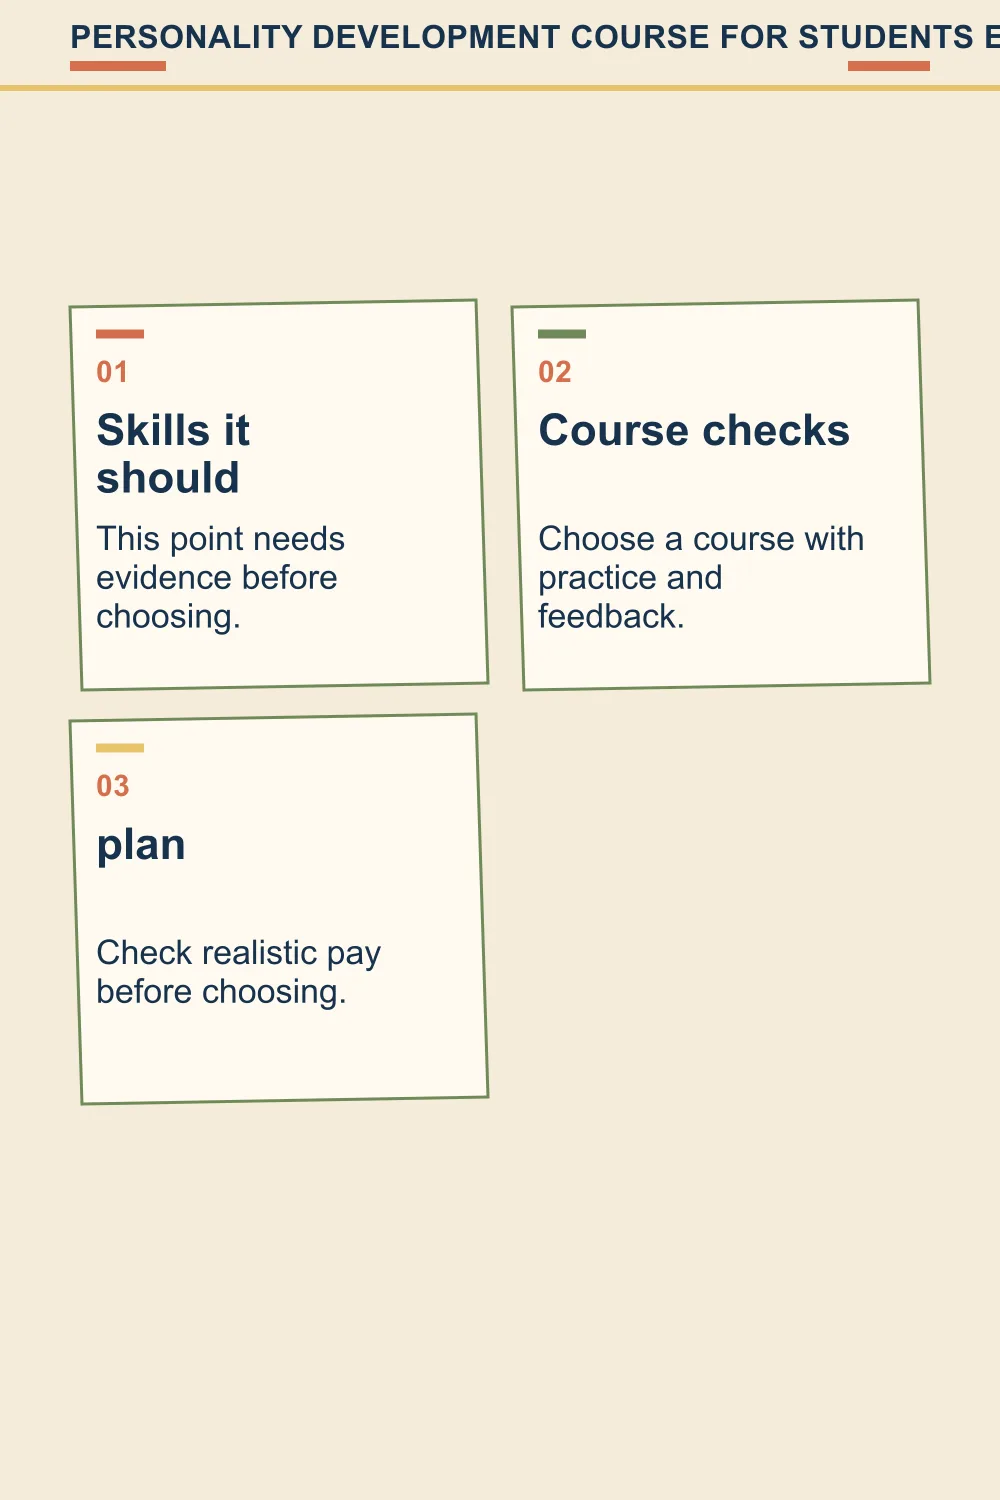 PERSONALITY DEVELOPMENT COURSE FOR STUDENTS E
01
Skills it
should
This point needs
evidence before
choosing.
02
Course checks
Choose a course with
practice and
feedback.
03
plan
Check realistic pay
before choosing.